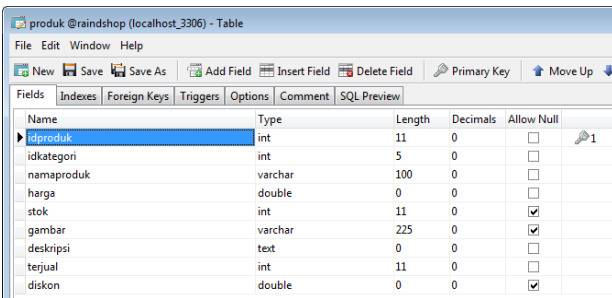 produk @raindshop (localhost_3306) - Table
File Edit Window Help
New Save Save As Add Field Insert Field Delete Field Primary Key Move Up
Fields Indexes Foreign Keys Triggers Options Comment SQL Preview
Name Type Length Decimals Allow Null
idproduk int 11 0 1
idkategori int 5 0
namaproduk varchar 100 0
harga double 0 0
stok int 11 0
gambar varchar 225 0
deskripsi text 0 0
terjual int 11 0
diskon double 0 0